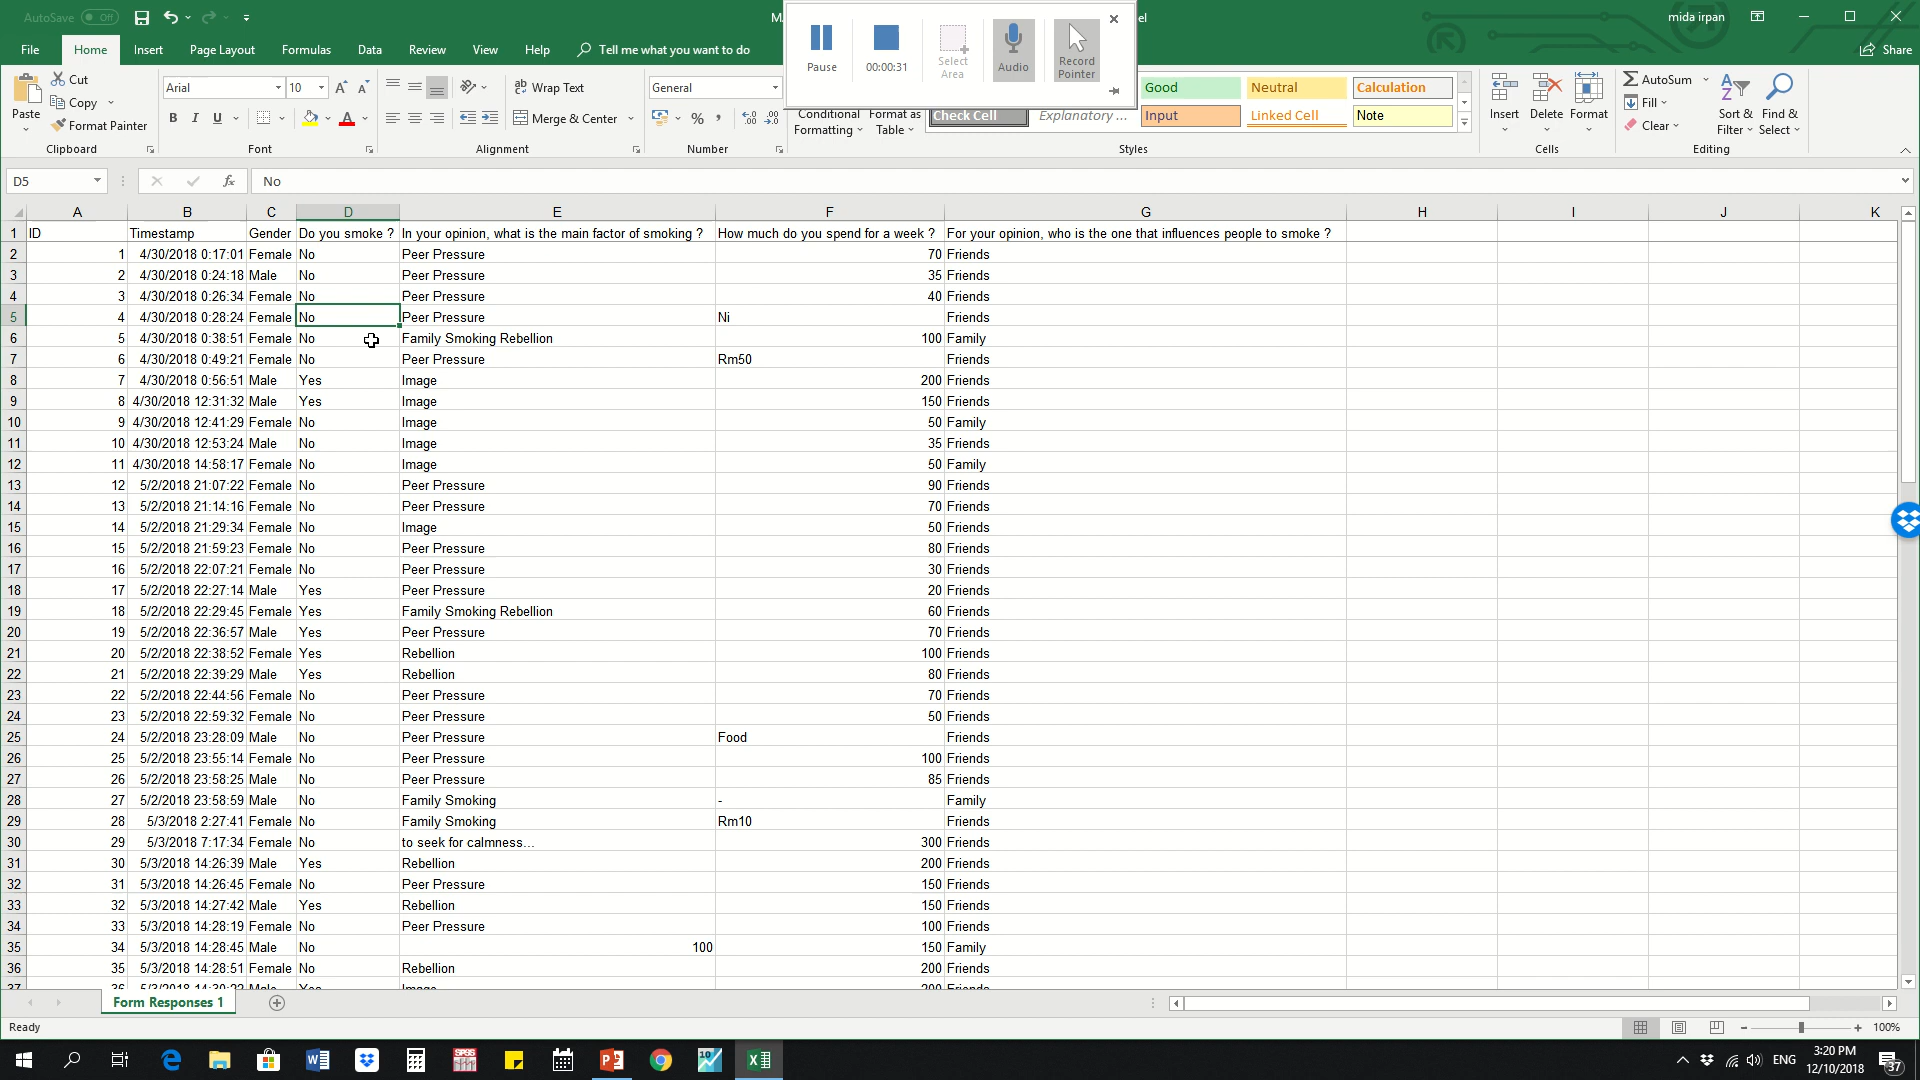 AutoSave Off M el mida irpan
File Home Insert Page Layout Formulas Data Review View Help Tell me what you want to do Share
Pause 00:00:31 Select Area Audio Record Pointer
Paste Cut Copy Format Painter Clipboard
Arial 10 B I U A Font
Wrap Text Merge & Center Alignment
General % , Number
Conditional Formatting Format as Table
Good Neutral Calculation
Check Cell Explanatory ... Input Linked Cell Note
Styles
Insert Delete Format Cells
AutoSum Fill Clear Sort & Filter Find & Select Editing
D5 fx No
A B C D E F G H I J K
1 ID Timestamp Gender Do you smoke ? In your opinion, what is the main factor of smoking ? How much do you spend for a week ? For your opinion, who is the one that influences people to smoke ?
2 1 4/30/2018 0:17:01 Female No Peer Pressure 70 Friends
3 2 4/30/2018 0:24:18 Male No Peer Pressure 35 Friends
4 3 4/30/2018 0:26:34 Female No Peer Pressure 40 Friends
5 4 4/30/2018 0:28:24 Female No Peer Pressure Ni Friends
6 5 4/30/2018 0:38:51 Female No Family Smoking Rebellion 100 Family
7 6 4/30/2018 0:49:21 Female No Peer Pressure Rm50 Friends
8 7 4/30/2018 0:56:51 Male Yes Image 200 Friends
9 8 4/30/2018 12:31:32 Male Yes Image 150 Friends
10 9 4/30/2018 12:41:29 Female No Image 50 Family
11 10 4/30/2018 12:53:24 Male No Image 35 Friends
12 11 4/30/2018 14:58:17 Female No Image 50 Family
13 12 5/2/2018 21:07:22 Female No Peer Pressure 90 Friends
14 13 5/2/2018 21:14:16 Female No Peer Pressure 70 Friends
15 14 5/2/2018 21:29:34 Female No Image 50 Friends
16 15 5/2/2018 21:59:23 Female No Peer Pressure 80 Friends
17 16 5/2/2018 22:07:21 Female No Peer Pressure 30 Friends
18 17 5/2/2018 22:27:14 Male Yes Peer Pressure 20 Friends
19 18 5/2/2018 22:29:45 Female Yes Family Smoking Rebellion 60 Friends
20 19 5/2/2018 22:36:57 Male Yes Peer Pressure 70 Friends
21 20 5/2/2018 22:38:52 Female Yes Rebellion 100 Friends
22 21 5/2/2018 22:39:29 Male Yes Rebellion 80 Friends
23 22 5/2/2018 22:44:56 Female No Peer Pressure 70 Friends
24 23 5/2/2018 22:59:32 Female No Peer Pressure 50 Friends
25 24 5/2/2018 23:28:09 Male No Peer Pressure Food Friends
26 25 5/2/2018 23:55:14 Female No Peer Pressure 100 Friends
27 26 5/2/2018 23:58:25 Male No Peer Pressure 85 Friends
28 27 5/2/2018 23:58:59 Male No Family Smoking - Family
29 28 5/3/2018 2:27:41 Female No Family Smoking Rm10 Friends
30 29 5/3/2018 7:17:34 Female No to seek for calmness... 300 Friends
31 30 5/3/2018 14:26:39 Male Yes Rebellion 200 Friends
32 31 5/3/2018 14:26:45 Female No Peer Pressure 150 Friends
33 32 5/3/2018 14:27:42 Male Yes Rebellion 150 Friends
34 33 5/3/2018 14:28:19 Female No Peer Pressure 100 Friends
35 34 5/3/2018 14:28:45 Male No 100 150 Family
36 35 5/3/2018 14:28:51 Female No Rebellion 200 Friends
37 36 5/3/2018 14:30:22 Male Yes Image 200 Friends
Form Responses 1
Ready 100%
SPSS 10 ENG 3:20 PM 12/10/2018 37